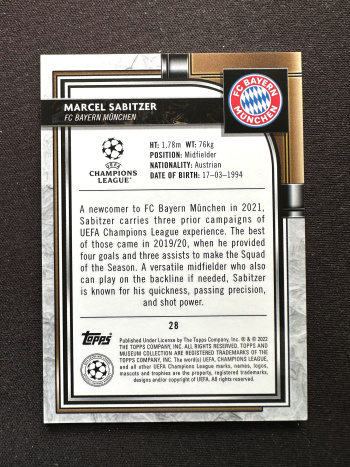 MARCEL SABITZER
FC BAYERN MÜNCHEN
FC BAYERN
MÜNCHEN
UEFA
CHAMPIONS
LEAGUE
HT: 1.78m WT: 76kg
POSITION: Midfielder
NATIONALITY: Austrian
DATE OF BIRTH: 17-03-1994
A newcomer to FC Bayern München in 2021,
Sabitzer carries three prior campaigns of
UEFA Champions League experience. The best
of those came in 2019/20, when he provided
four goals and three assists to make the Squad
of the Season. A versatile midfielder who also
can play on the backline if needed, Sabitzer
is known for his quickness, passing precision,
and shot power.
28
Topps
Published Under License by The Topps Company, Inc. ® & © 2022
THE TOPPS COMPANY, INC. ALL RIGHTS RESERVED. TOPPS AND
MUSEUM COLLECTION ARE REGISTERED TRADEMARKS OF THE
TOPPS COMPANY, INC. The word(s) UEFA, CHAMPIONS LEAGUE,
and all other UEFA Champions League marks, names, logos,
mascots and trophies are the property, registered trademarks,
designs and/or copyright of UEFA. All rights reserved.